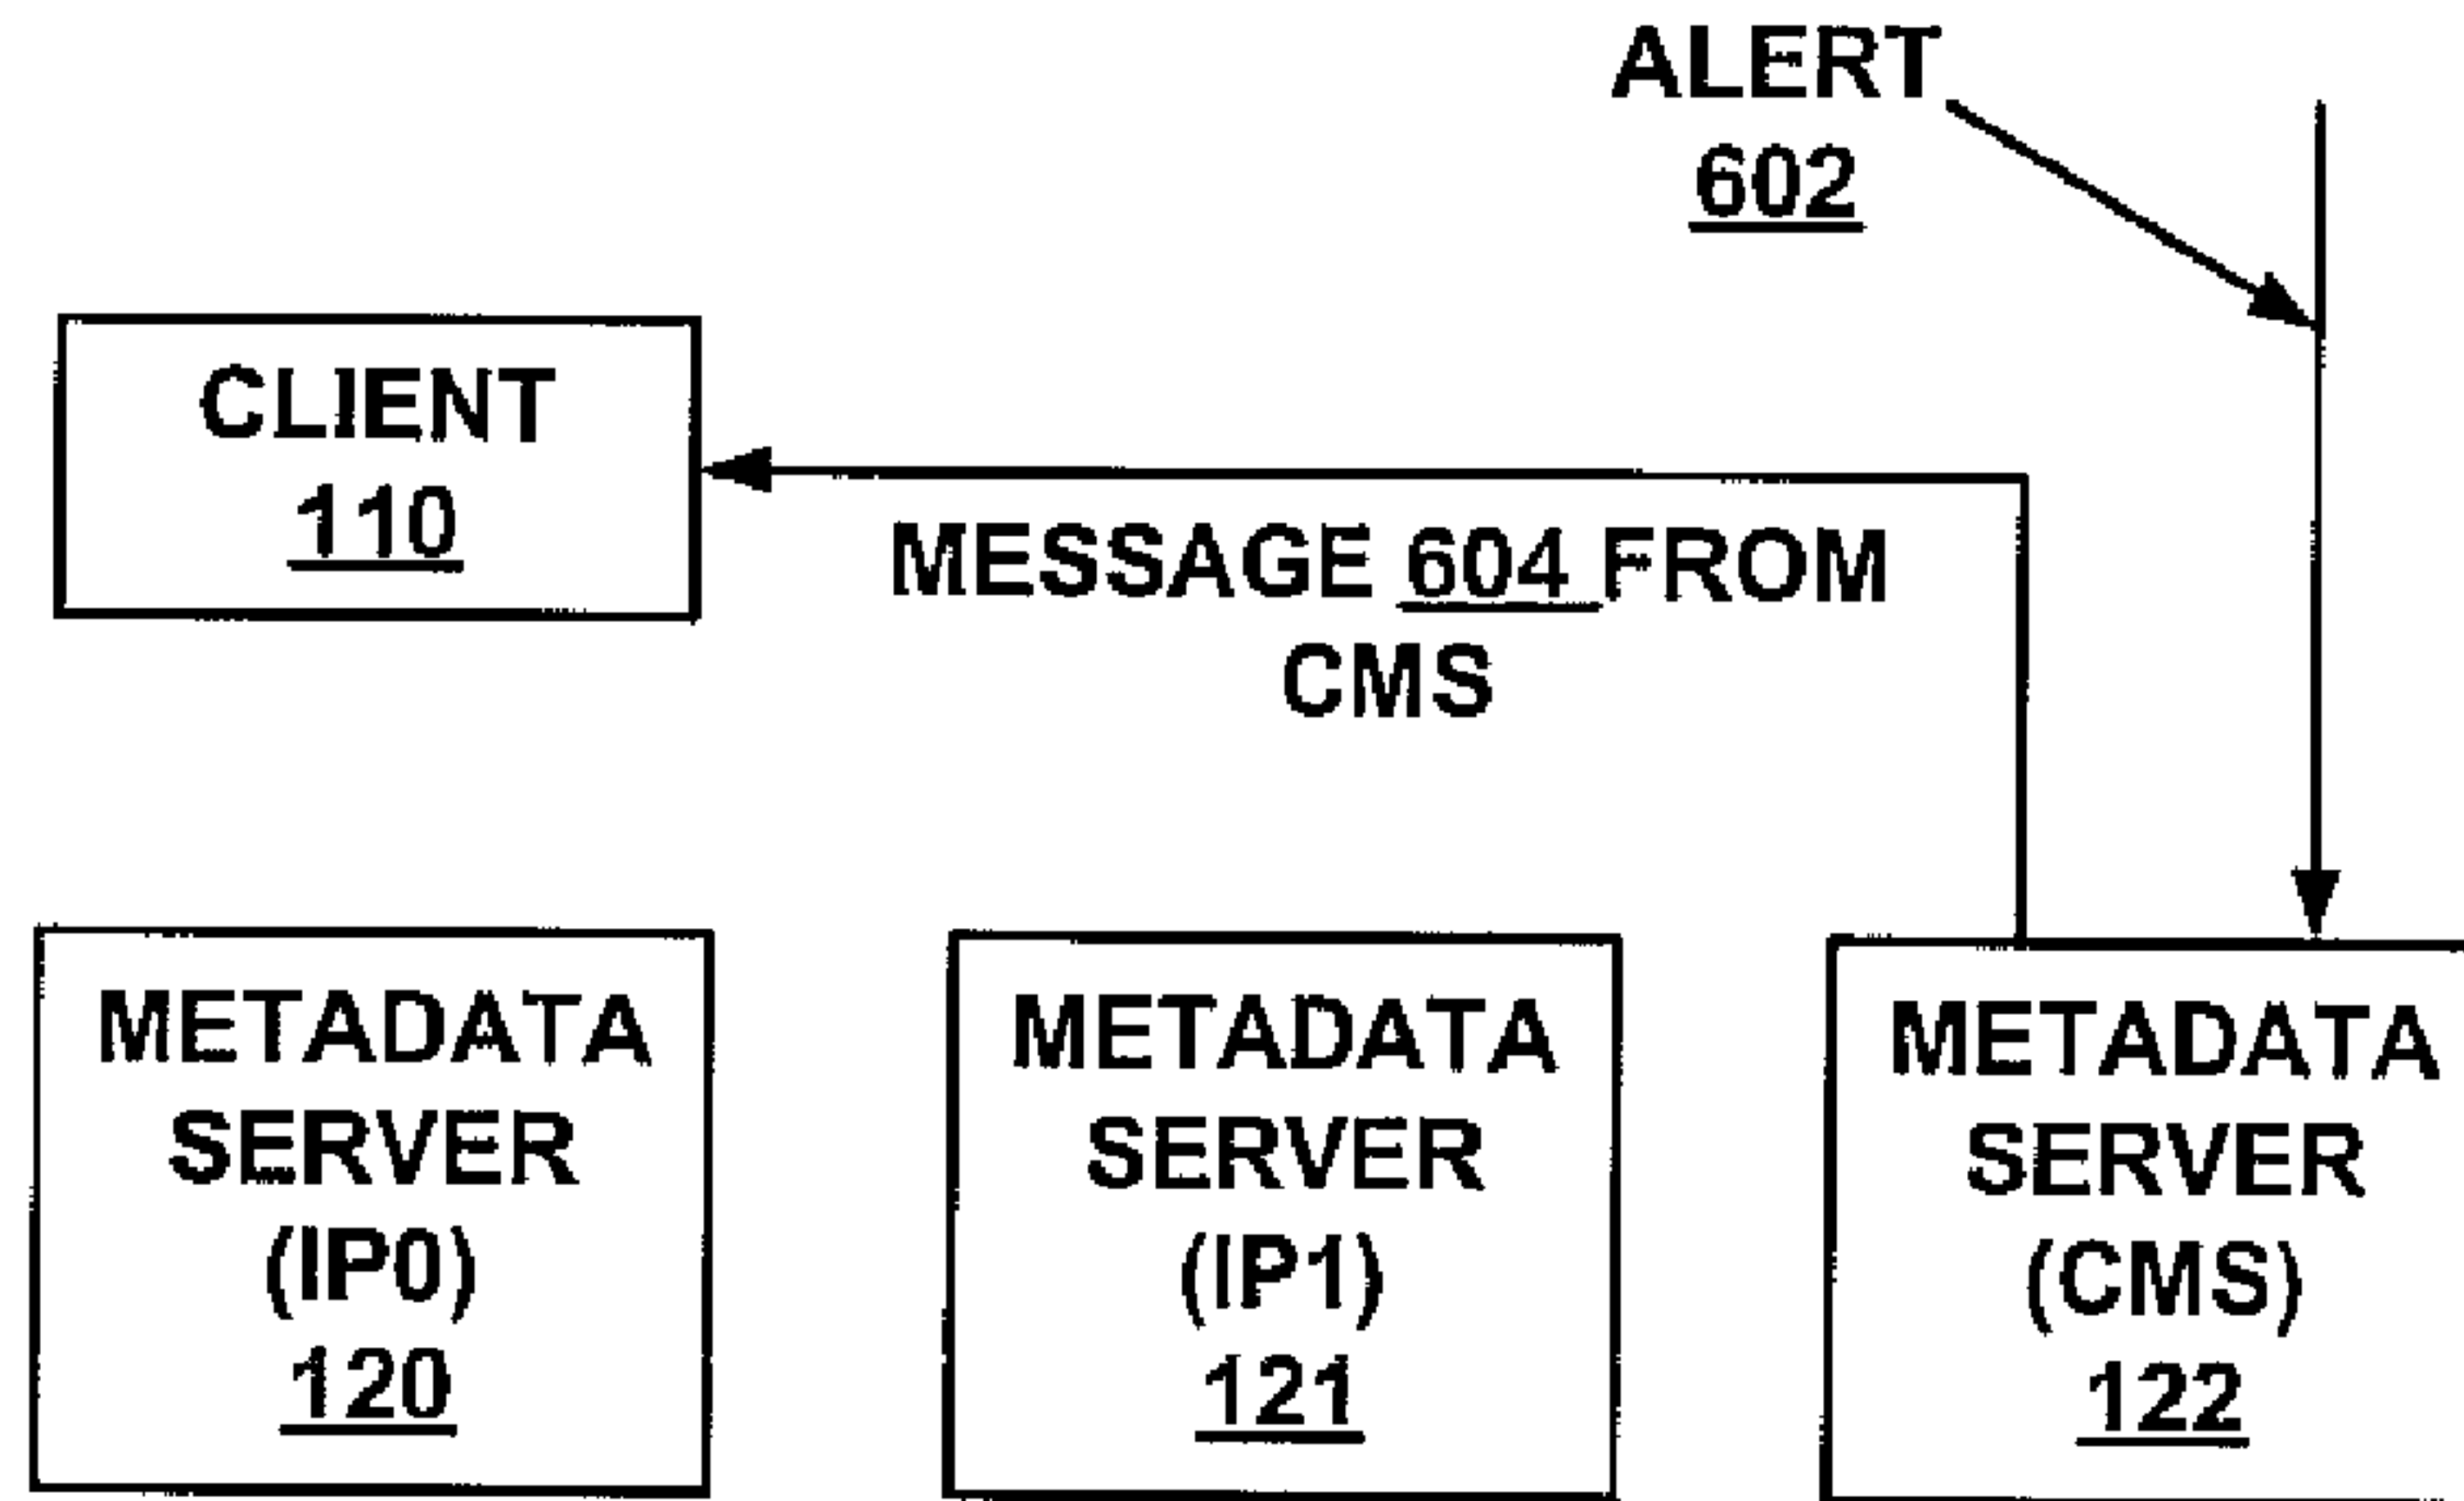 ALERT
602
CLIENT
110
MESSAGE 604 FROM
CMS
METADATA
SERVER
(IP0)
120
METADATA
SERVER
(IP1)
121
METADATA
SERVER
(CMS)
122